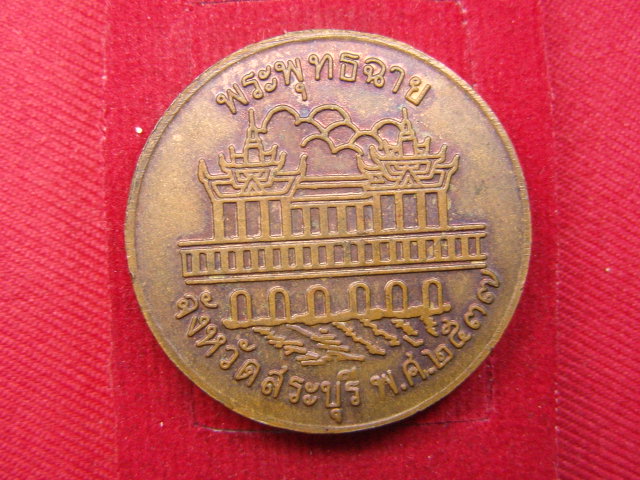 พระพุทธฉาย
จังหวัดสระบุรี พ.ศ.๒๕๓๗